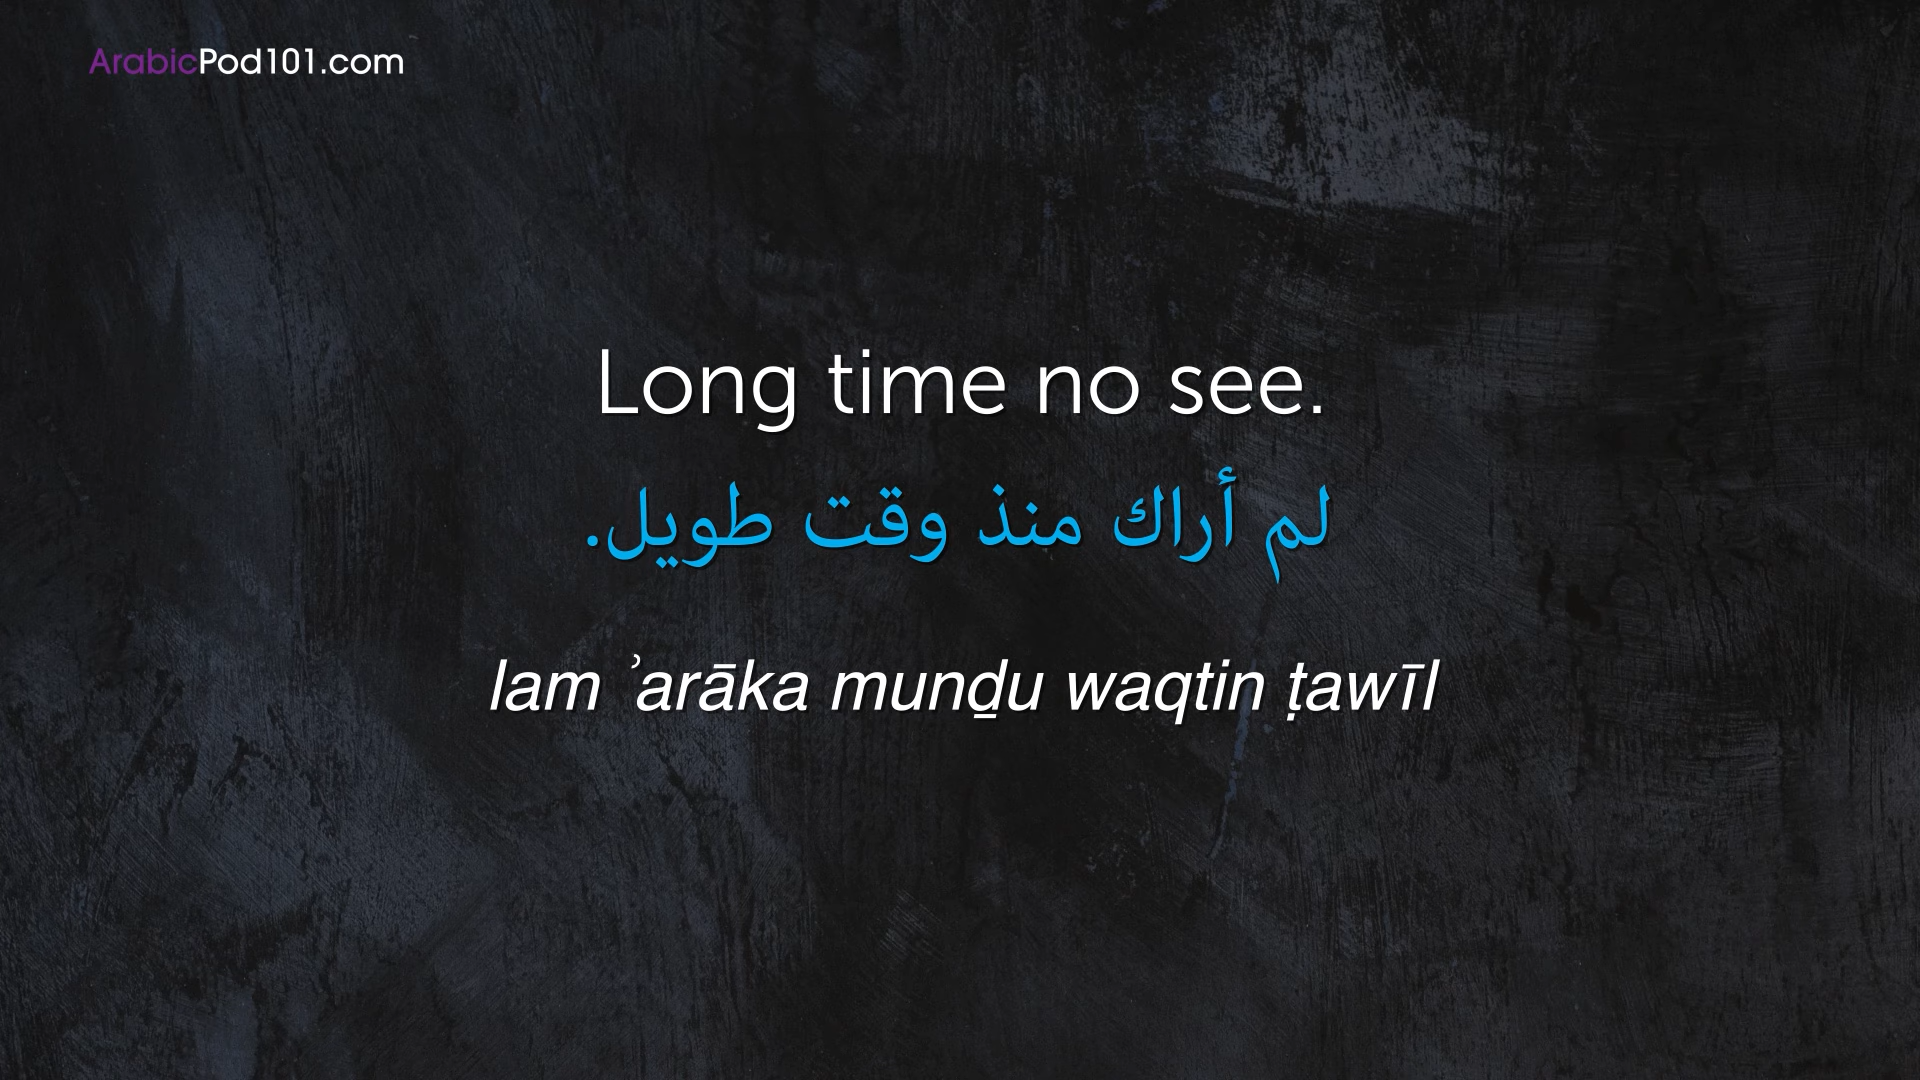 ArabicPod101.com
Long time no see.
لم أراك منذ وقت طويل.
lam ʾarāka munḏu waqtin ṭawīl